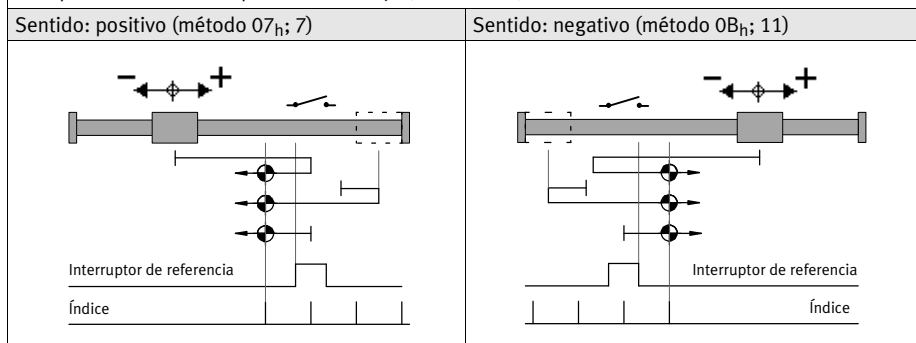 Sentido: positivo (método 07h; 7)
Sentido: negativo (método 0Bh; 11)
− +
− +
Interruptor de referencia
Interruptor de referencia
Índice
Índice